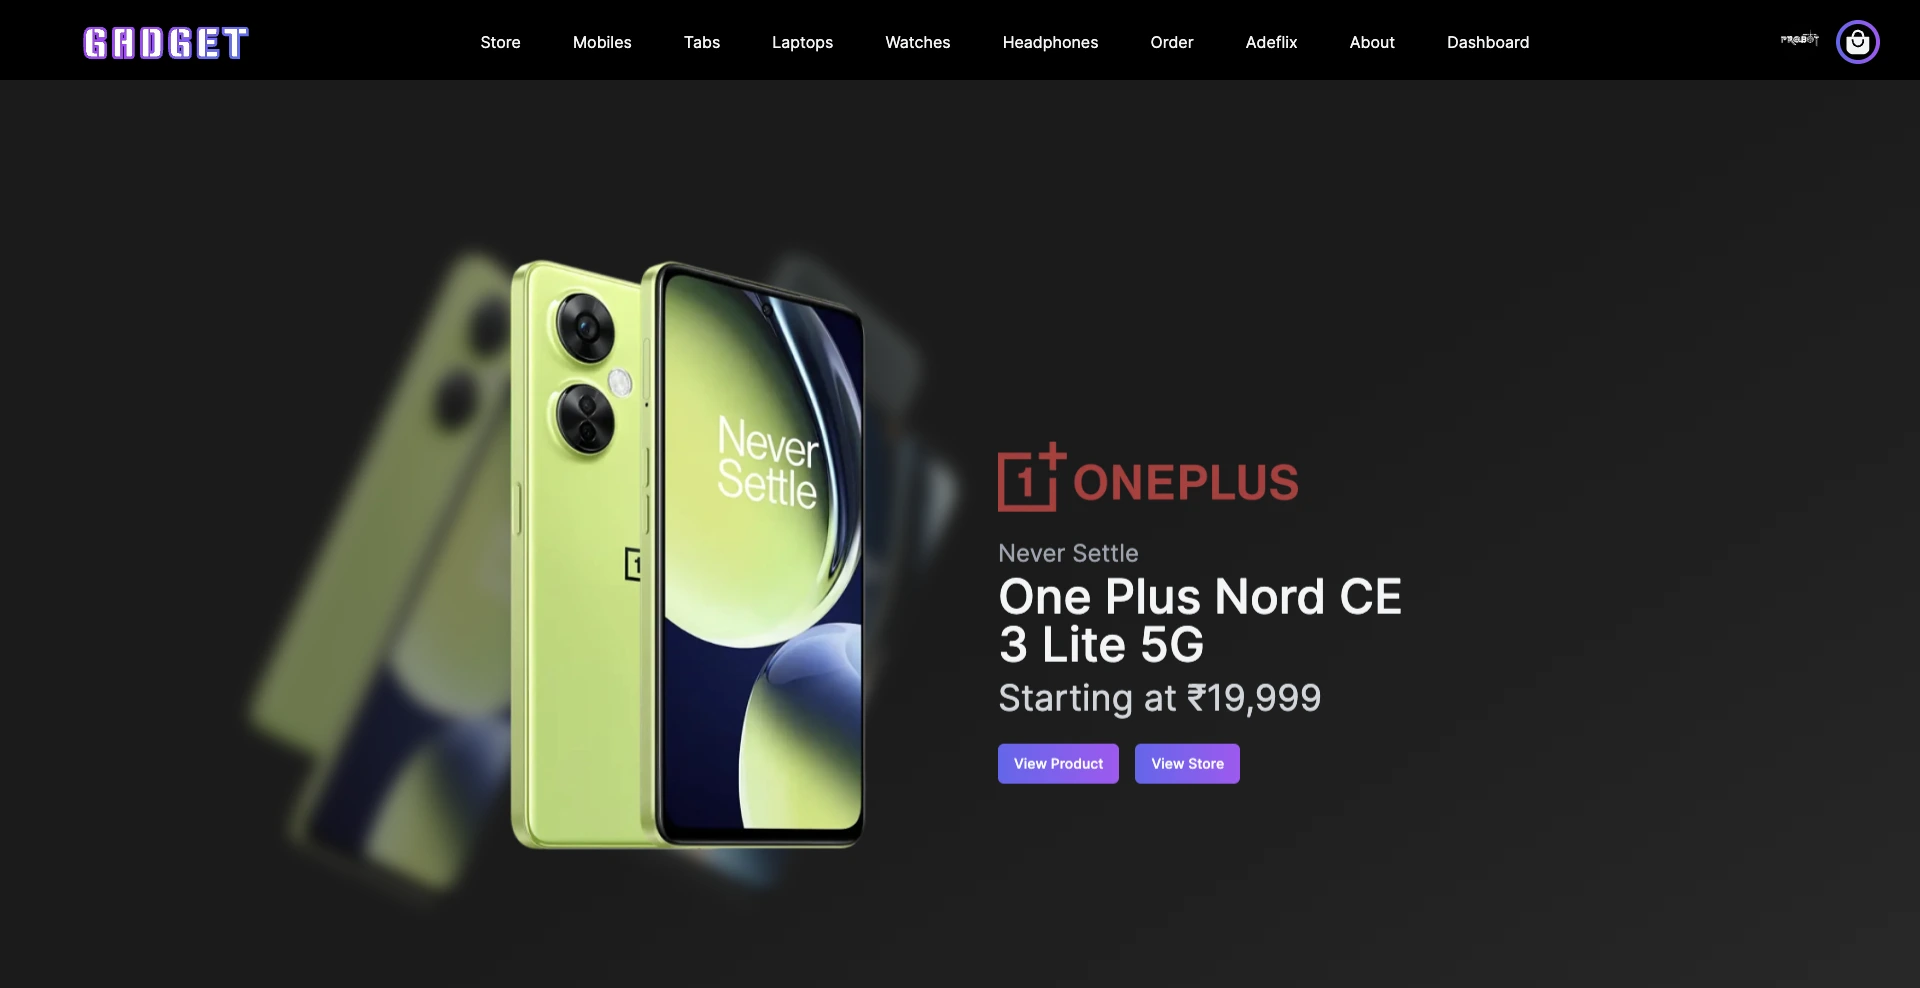 GADGET
Store Mobiles Tabs Laptops Watches Headphones Order Adeflix About Dashboard
Never
Settle
1
1+ ONEPLUS
Never Settle
One Plus Nord CE
3 Lite 5G
Starting at ₹19,999
View Product View Store